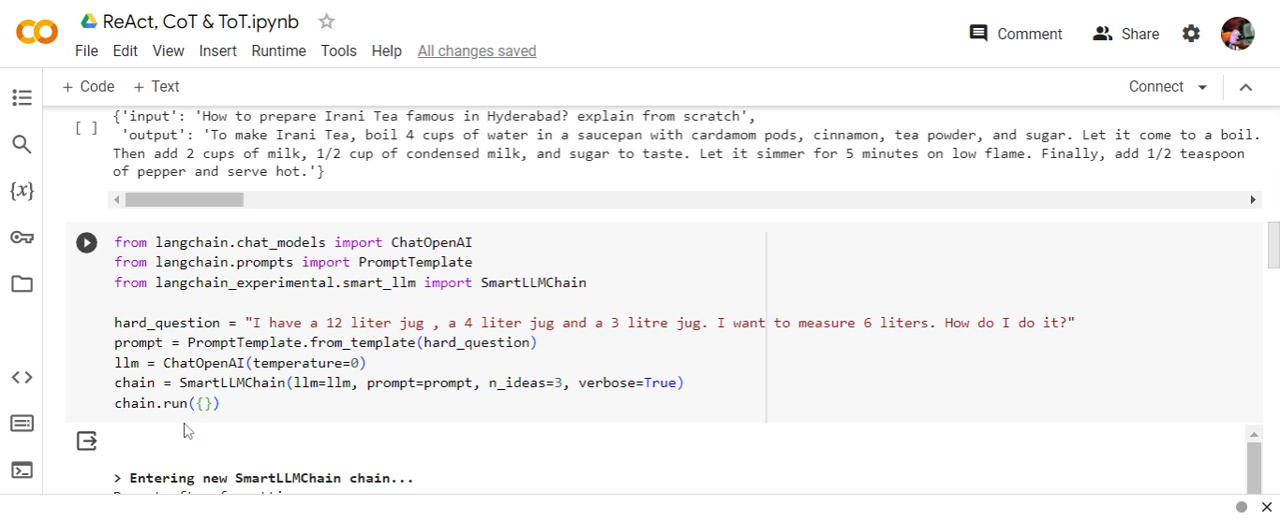 ReAct, CoT & ToT.ipynb
File Edit View Insert Runtime Tools Help All changes saved
Comment Share
+ Code + Text
Connect
{'input': 'How to prepare Irani Tea famous in Hyderabad? explain from scratch',
[ ] 'output': 'To make Irani Tea, boil 4 cups of water in a saucepan with cardamom pods, cinnamon, tea powder, and sugar. Let it come to a boil.
Then add 2 cups of milk, 1/2 cup of condensed milk, and sugar to taste. Let it simmer for 5 minutes on low flame. Finally, add 1/2 teaspoon
of pepper and serve hot.'}
{x}
from langchain.chat_models import ChatOpenAI
from langchain.prompts import PromptTemplate
from langchain_experimental.smart_llm import SmartLLMChain
hard_question = "I have a 12 liter jug , a 4 liter jug and a 3 litre jug. I want to measure 6 liters. How do I do it?"
prompt = PromptTemplate.from_template(hard_question)
llm = ChatOpenAI(temperature=0)
chain = SmartLLMChain(llm=llm, prompt=prompt, n_ideas=3, verbose=True)
chain.run({})
> Entering new SmartLLMChain chain...